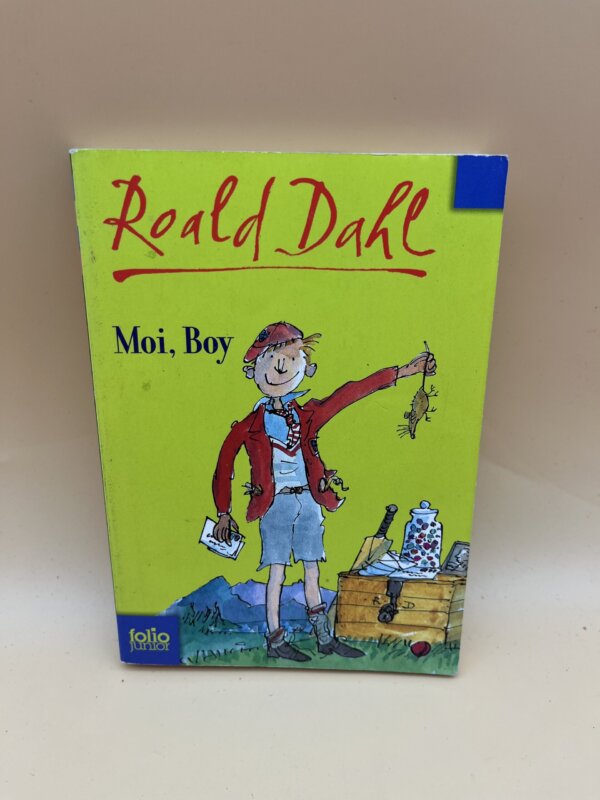 Roald Dahl
Moi, Boy
folio
junior